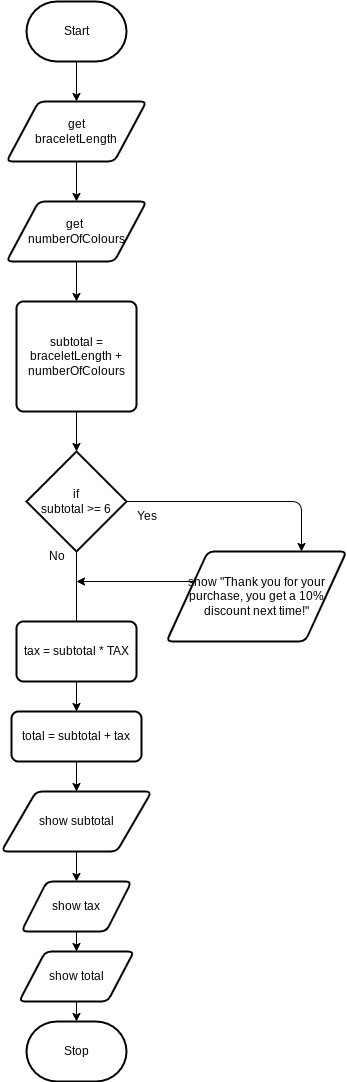 Start
get
braceletLength
get
numberOfColours
subtotal =
braceletLength +
numberOfColours
if
subtotal >= 6
Yes
No
show "Thank you for your
purchase, you get a 10%
discount next time!"
tax = subtotal * TAX
total = subtotal + tax
show subtotal
show tax
show total
Stop